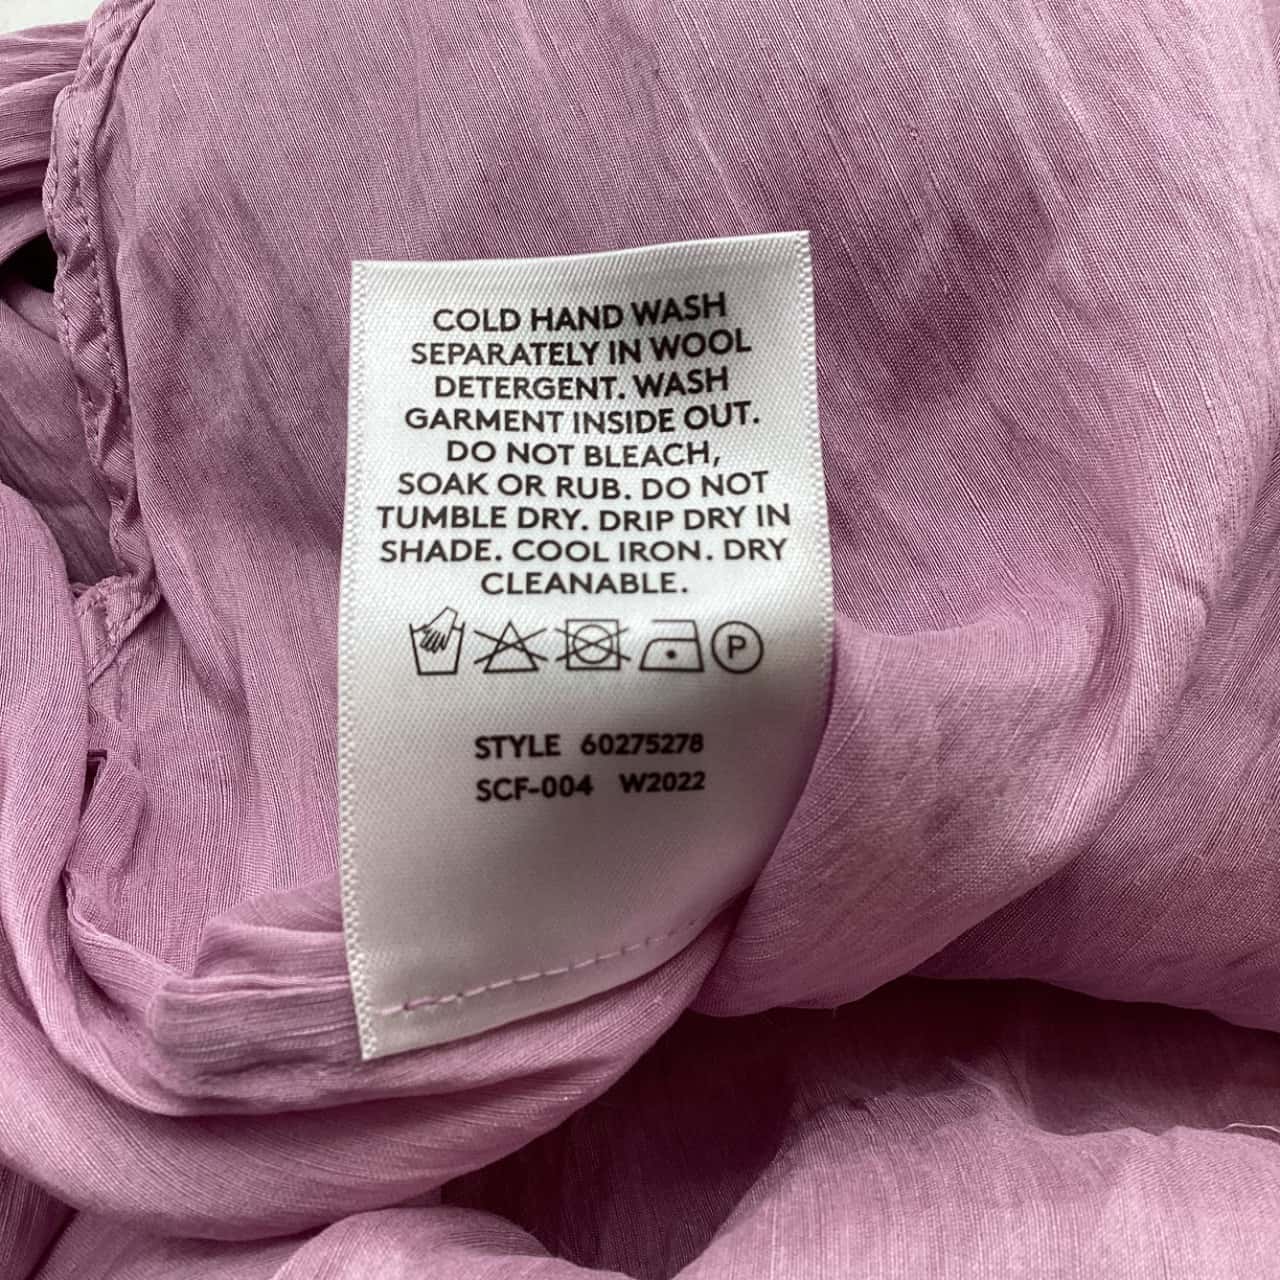 COLD HAND WASH
SEPARATELY IN WOOL
DETERGENT. WASH
GARMENT INSIDE OUT.
DO NOT BLEACH,
SOAK OR RUB. DO NOT
TUMBLE DRY. DRIP DRY IN
SHADE. COOL IRON. DRY
CLEANABLE.
P
STYLE 60275278
SCF-004 W2022